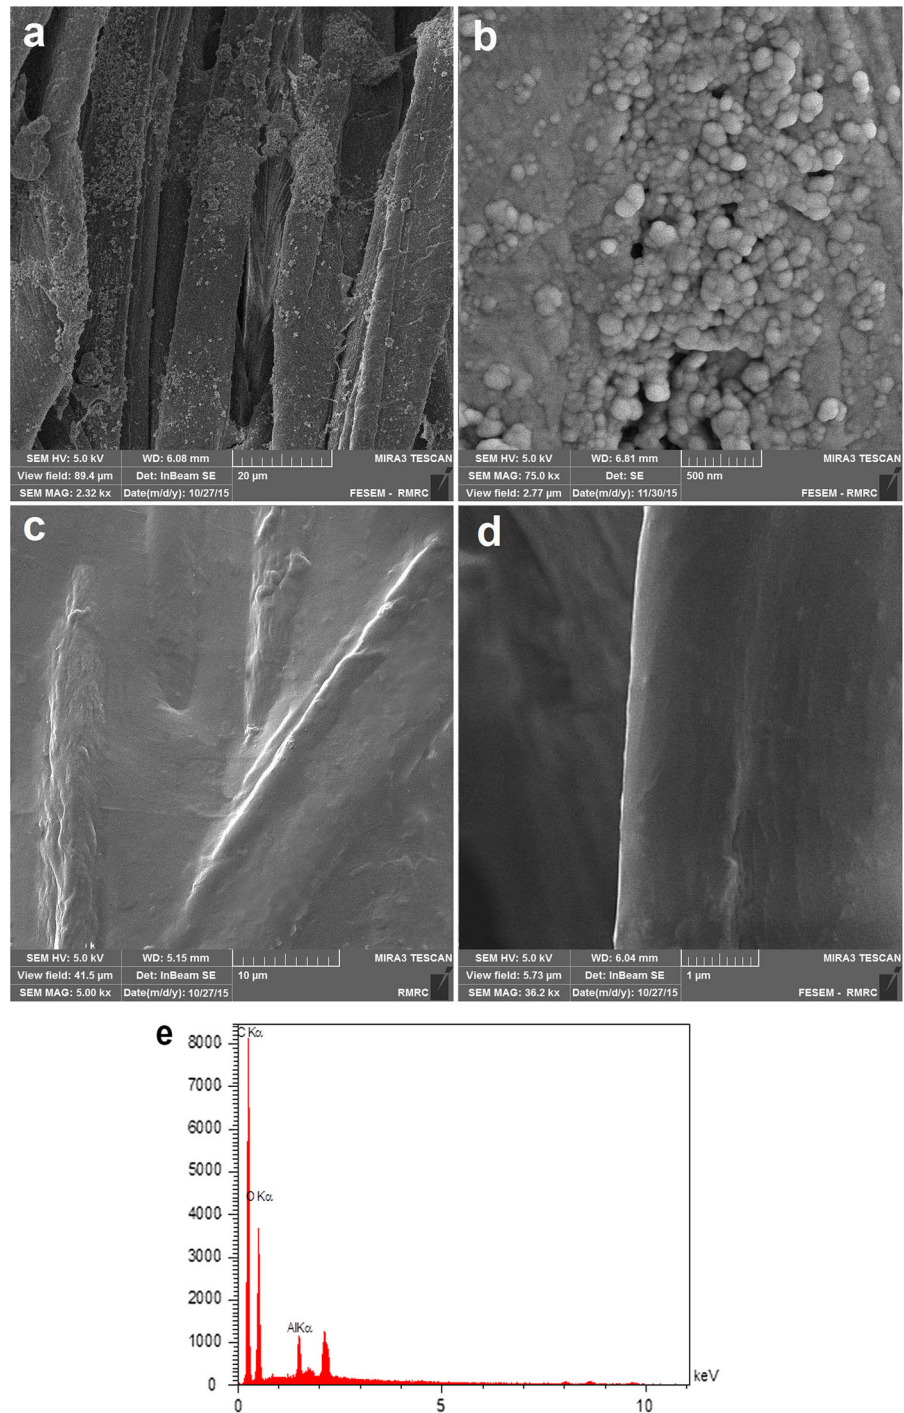 a
SEM HV: 5.0 kV WD: 6.08 mm MIRA3 TESCAN
View field: 89.4 µm Det: InBeam SE 20 µm
SEM MAG: 2.32 kx Date(m/d/y): 10/27/15 FESEM - RMRC
b
SEM HV: 5.0 kV WD: 6.81 mm MIRA3 TESCAN
View field: 2.77 µm Det: SE 500 nm
SEM MAG: 75.0 kx Date(m/d/y): 11/30/15 FESEM - RMRC
c
SEM HV: 5.0 kV WD: 5.15 mm MIRA3 TESCAN
View field: 41.5 µm Det: InBeam SE 10 µm
SEM MAG: 5.00 kx Date(m/d/y): 10/27/15 RMRC
d
SEM HV: 5.0 kV WD: 6.04 mm MIRA3 TESCAN
View field: 5.73 µm Det: InBeam SE 1 µm
SEM MAG: 36.2 kx Date(m/d/y): 10/27/15 FESEM - RMRC
e
C Kα
8000
7000
6000
5000
O Kα
4000
3000
2000
AlKα
1000
0
keV
0 5 10